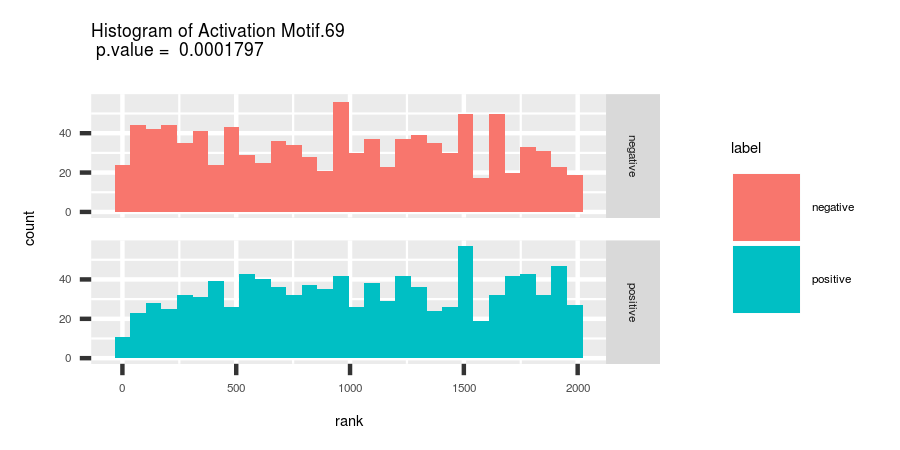 Histogram of Activation Motif.69
p.value = 0.0001797
count
40
20
0
negative
40
20
0
positive
0 500 1000 1500 2000
rank
label
negative
positive